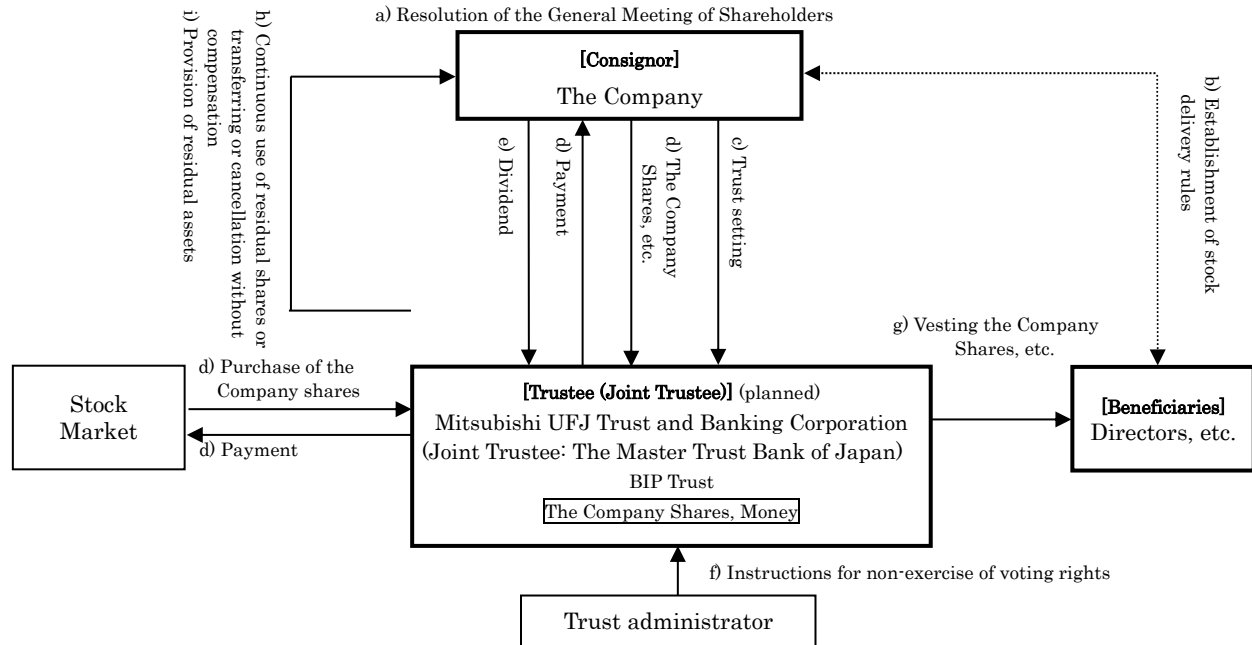 a) Resolution of the General Meeting of Shareholders
h) Continuous use of residual shares or
transferring or cancellation without
compensation
i) Provision of residual assets
[Consignor]
The Company
b) Establishment of stock
delivery rules
e) Dividend
d) Payment
d) The Company
Shares, etc.
c) Trust setting
g) Vesting the Company
Shares, etc.
Stock
Market
d) Purchase of the
Company shares
d) Payment
[Trustee (Joint Trustee)] (planned)
Mitsubishi UFJ Trust and Banking Corporation
(Joint Trustee: The Master Trust Bank of Japan)
BIP Trust
The Company Shares, Money
[Beneficiaries]
Directors, etc.
f) Instructions for non-exercise of voting rights
Trust administrator